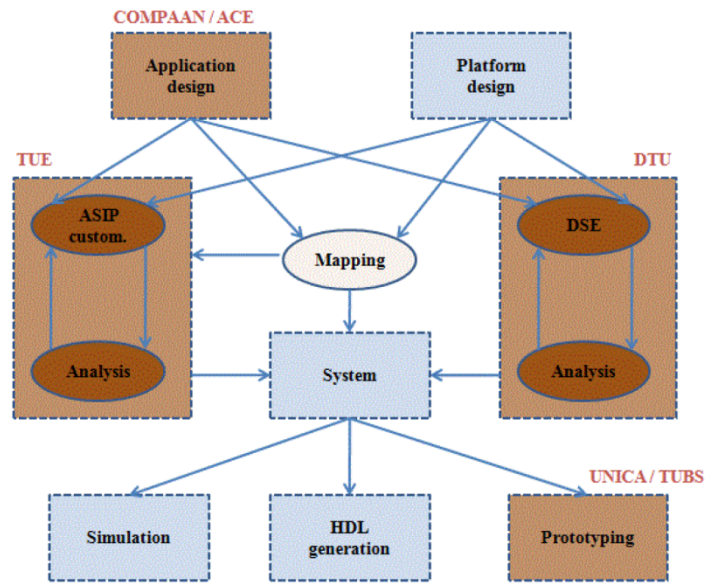 COMPAAN / ACE
Application
design
Platform
design
TUE
DTU
ASIP
custom.
DSE
Mapping
Analysis
System
Analysis
UNICA / TUBS
Simulation
HDL
generation
Prototyping